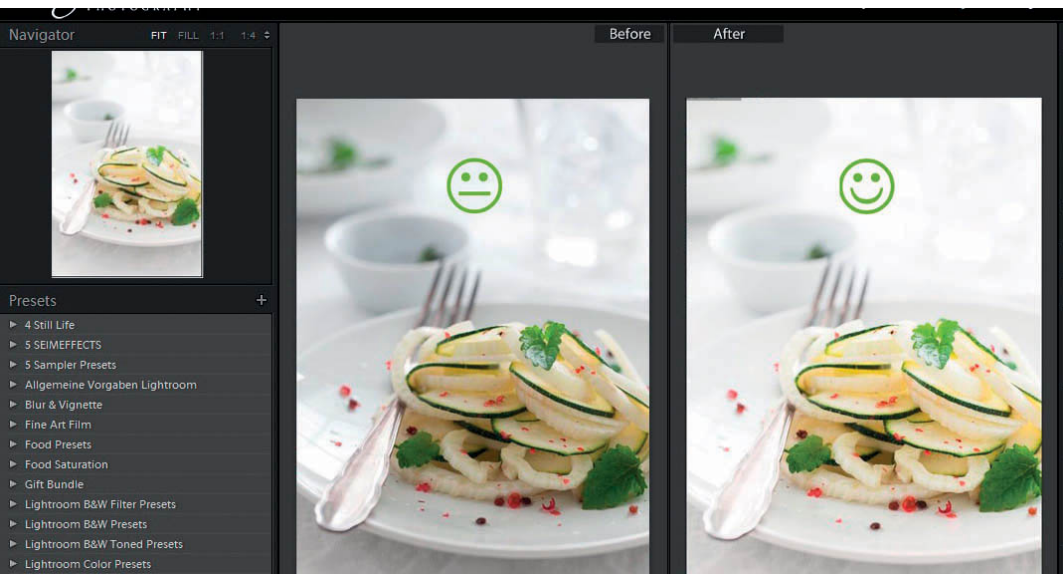 PHOTOGRAPHY
Navigator
FIT FILL 1:1 1:4
Before
After
Presets
4 Still Life
5 SEIMEFFECTS
5 Sampler Presets
Allgemeine Vorgaben Lightroom
Blur & Vignette
Fine Art Film
Food Presets
Food Saturation
Gift Bundle
Lightroom B&W Filter Presets
Lightroom B&W Presets
Lightroom B&W Toned Presets
Lightroom Color Presets